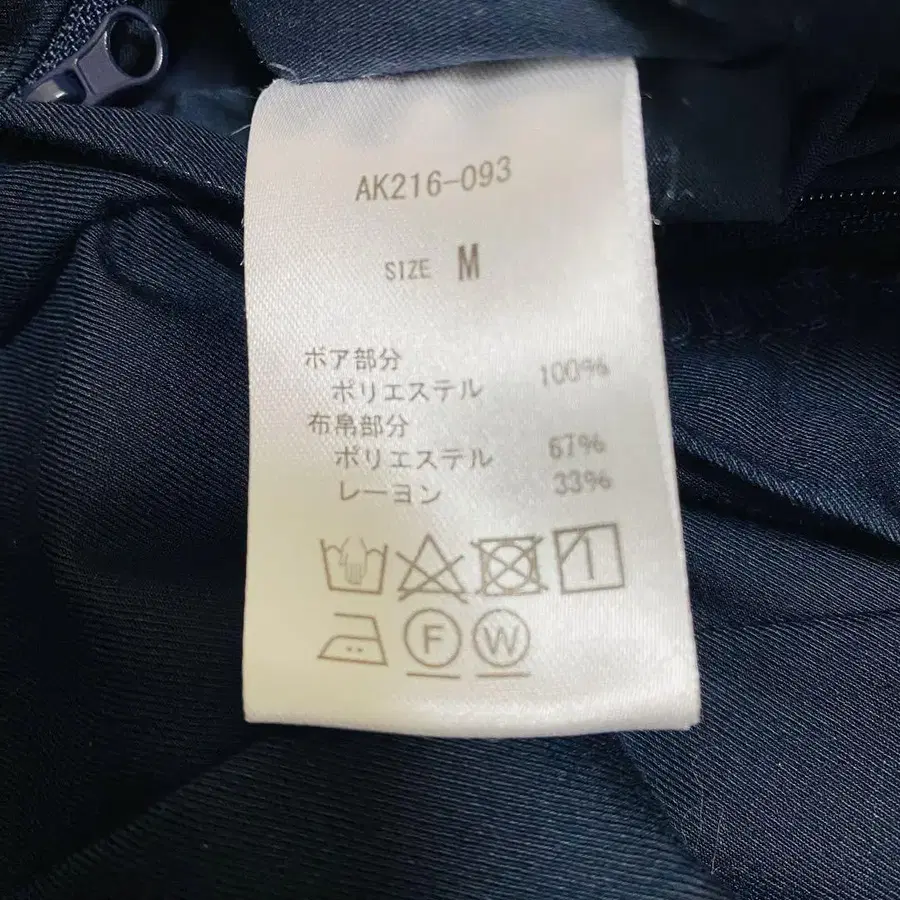 AK216-093
SIZE M
ボア部分
ポリエステル 100%
布帛部分
ポリエステル 67%
レーヨン 33%
F W